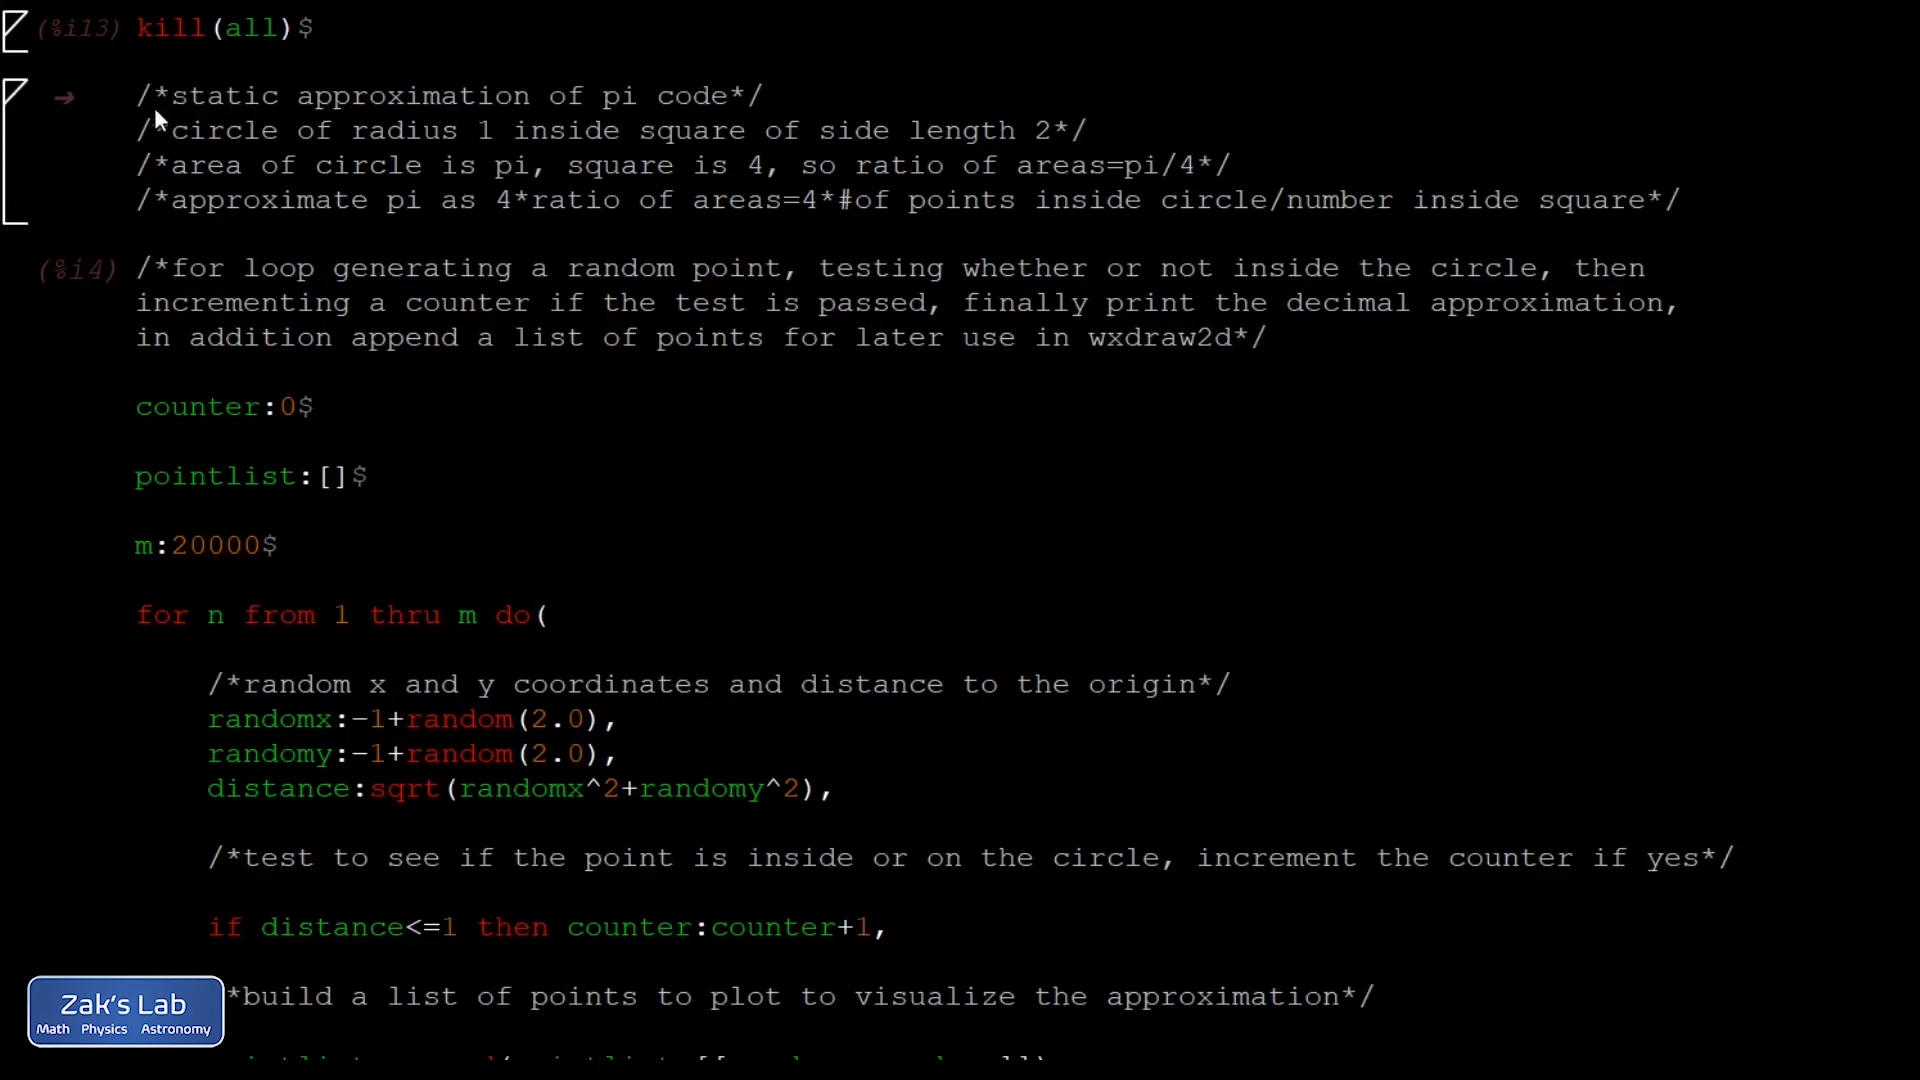 (%i13) kill(all)$
/*static approximation of pi code*/
/*circle of radius 1 inside square of side length 2*/
/*area of circle is pi, square is 4, so ratio of areas=pi/4*/
/*approximate pi as 4*ratio of areas=4*#of points inside circle/number inside square*/
(%i4) /*for loop generating a random point, testing whether or not inside the circle, then
incrementing a counter if the test is passed, finally print the decimal approximation,
in addition append a list of points for later use in wxdraw2d*/
counter:0$
pointlist:[]$
m:20000$
for n from 1 thru m do(
/*random x and y coordinates and distance to the origin*/
randomx:-1+random(2.0),
randomy:-1+random(2.0),
distance:sqrt(randomx^2+randomy^2),
/*test to see if the point is inside or on the circle, increment the counter if yes*/
if distance<=1 then counter:counter+1,
*build a list of points to plot to visualize the approximation*/
Zak's Lab
Math Physics Astronomy